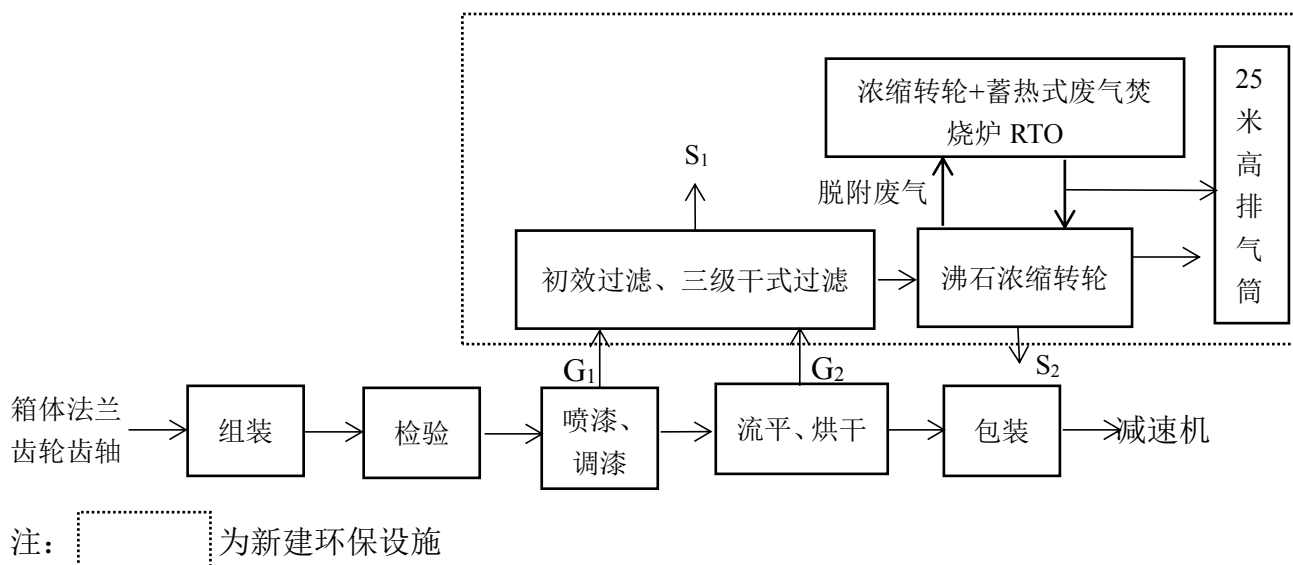 浓缩转轮+蓄热式废气焚
烧炉 RTO
25
米
高
排
气
筒
S₁
脱附废气
初效过滤、三级干式过滤
沸石浓缩转轮
G₁
G₂
S₂
箱体法兰
齿轮齿轴
组装
检验
喷漆、
调漆
流平、烘干
包装
减速机
注：
为新建环保设施